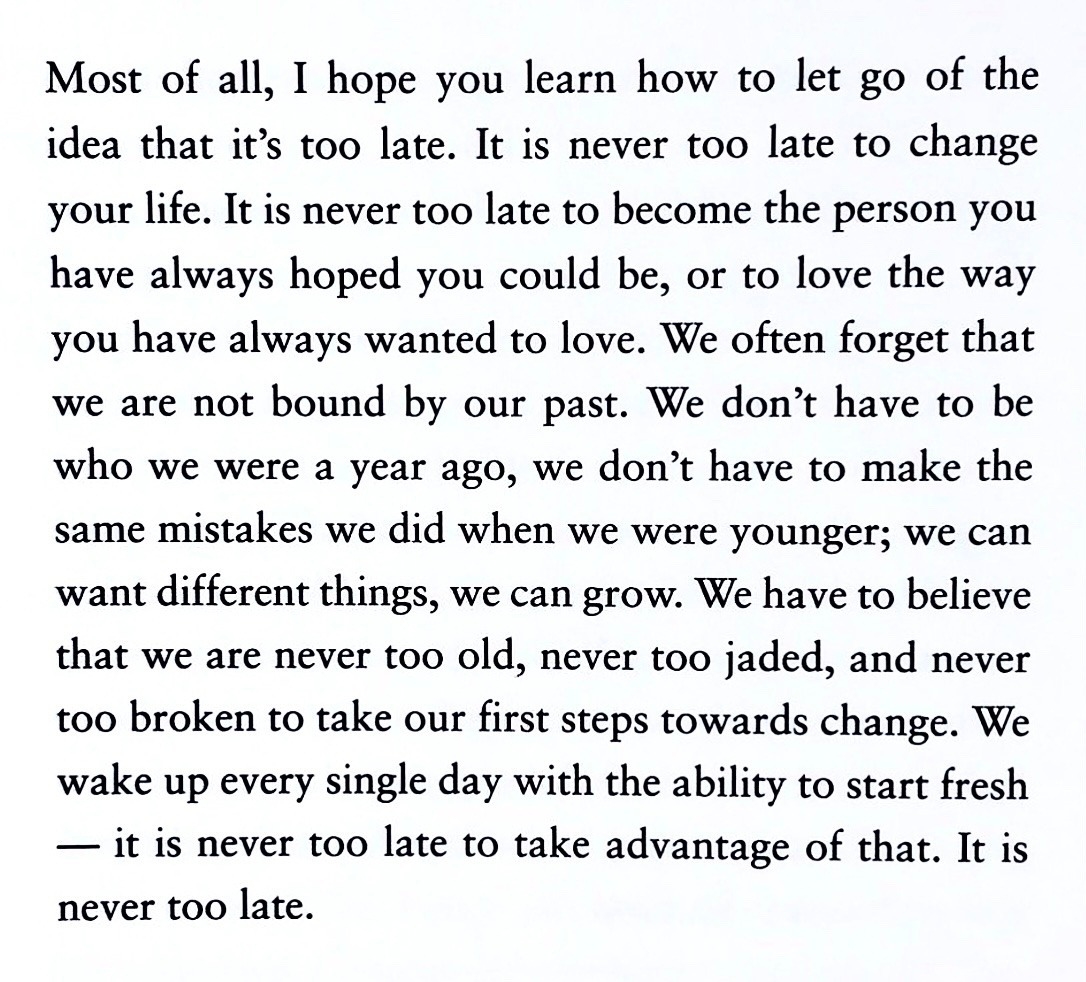 Most of all, I hope you learn how to let go of the
idea that it’s too late. It is never too late to change
your life. It is never too late to become the person you
have always hoped you could be, or to love the way
you have always wanted to love. We often forget that
we are not bound by our past. We don’t have to be
who we were a year ago, we don’t have to make the
same mistakes we did when we were younger; we can
want different things, we can grow. We have to believe
that we are never too old, never too jaded, and never
too broken to take our first steps towards change. We
wake up every single day with the ability to start fresh
— it is never too late to take advantage of that. It is
never too late.